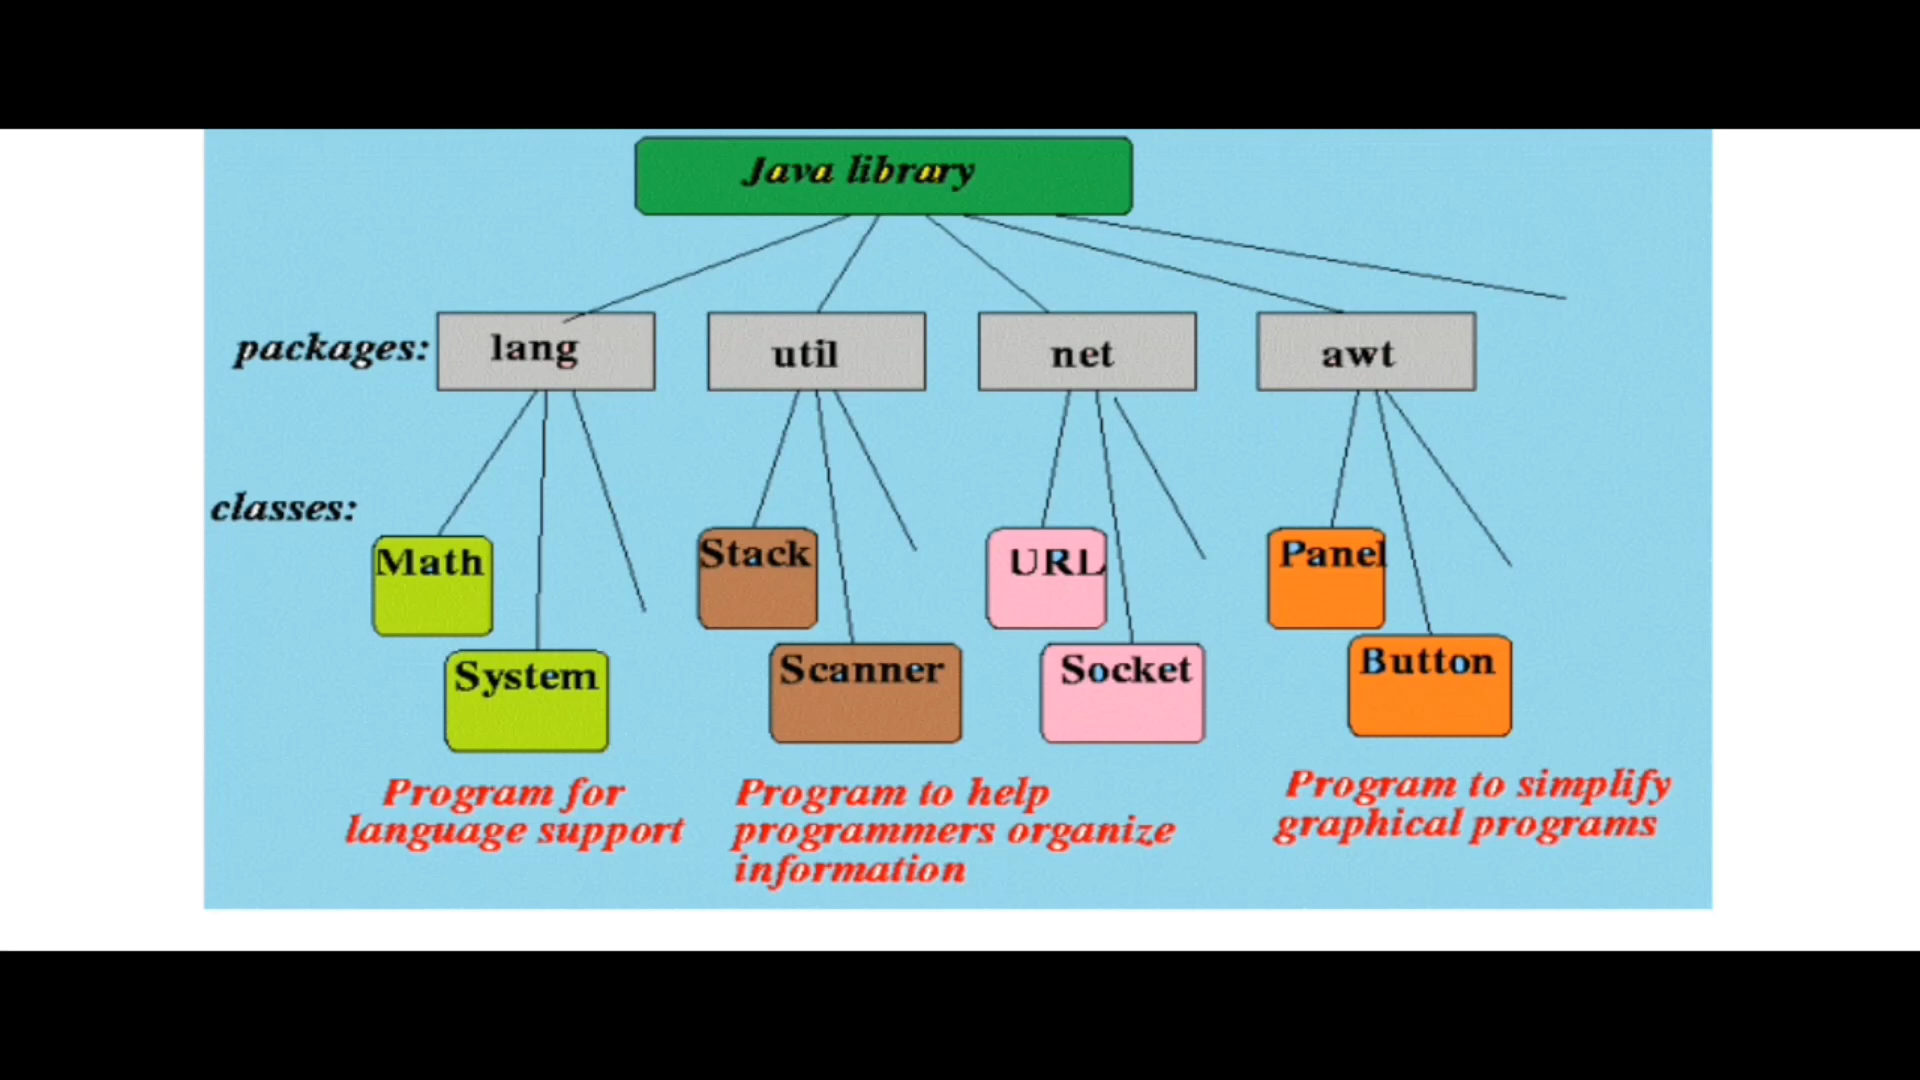 Java library
packages:
lang
util
net
awt
classes:
Math
Stack
URL
Panel
System
Scanner
Socket
Button
Program for
language support
Program to help
programmers organize
information
Program to simplify
graphical programs